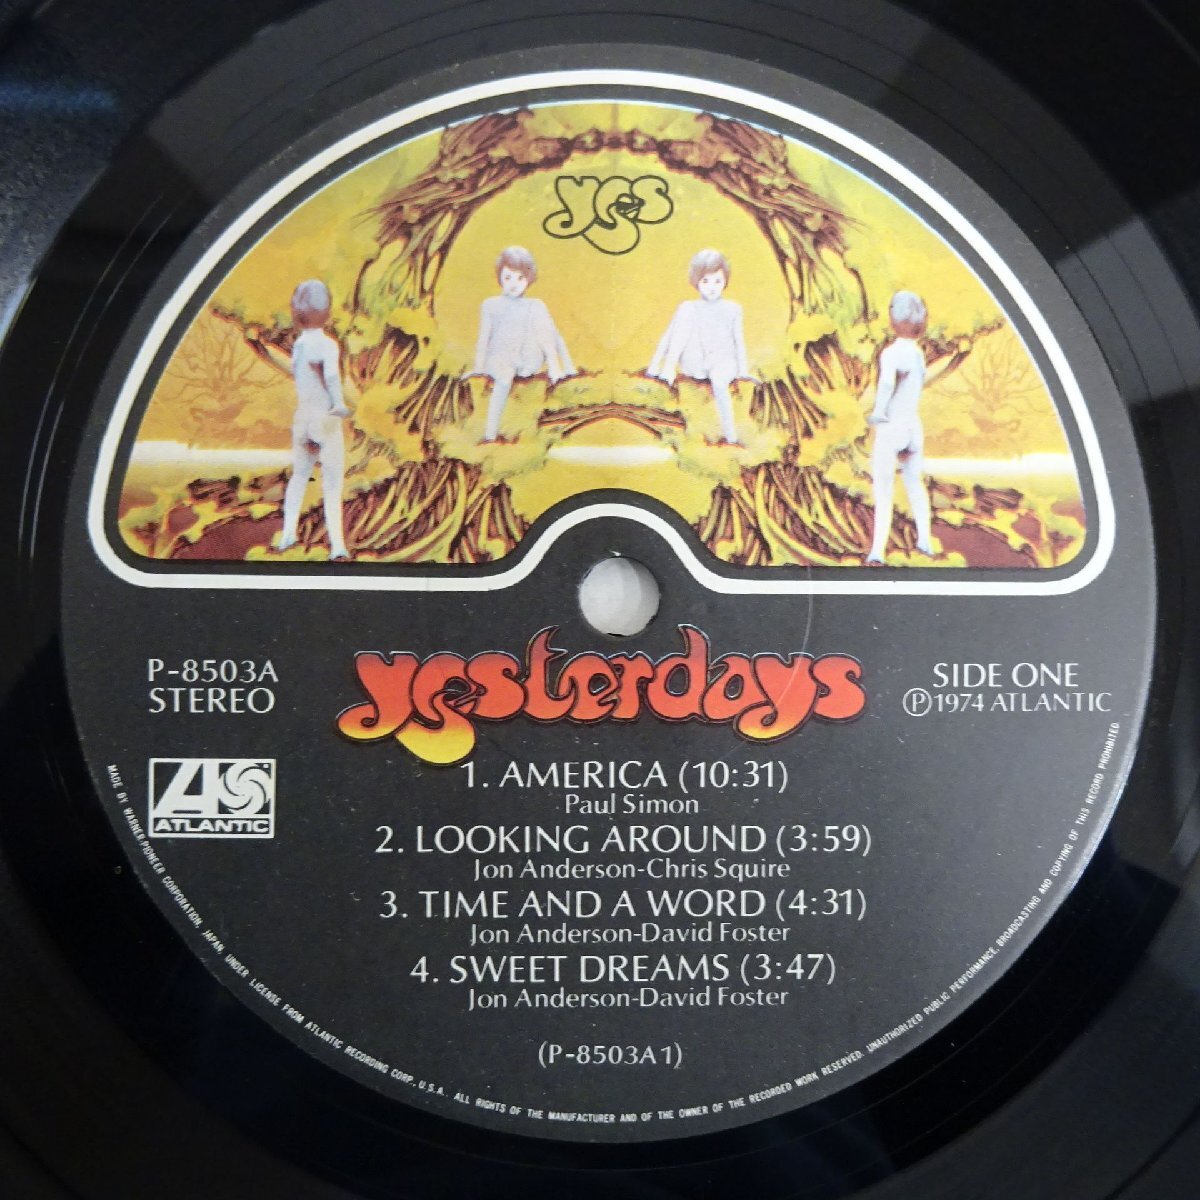 yes
P-8503A
STEREO
yesterdays
SIDE ONE
Ⓟ1974 ATLANTIC
ATLANTIC
1. AMERICA (10:31)
Paul Simon
2. LOOKING AROUND (3:59)
Jon Anderson-Chris Squire
3. TIME AND A WORD (4:31)
Jon Anderson-David Foster
4. SWEET DREAMS (3:47)
Jon Anderson-David Foster
(P-8503A1)
MADE BY WARNER-PIONEER CORPORATION, JAPAN, UNDER LICENSE FROM ATLANTIC RECORDING CORP., U.S.A. ALL RIGHTS OF THE MANUFACTURER AND OF THE OWNER OF THE RECORDED WORK RESERVED. UNAUTHORIZED PUBLIC PERFORMANCE, BROADCASTING AND COPYING OF THIS RECORD PROHIBITED